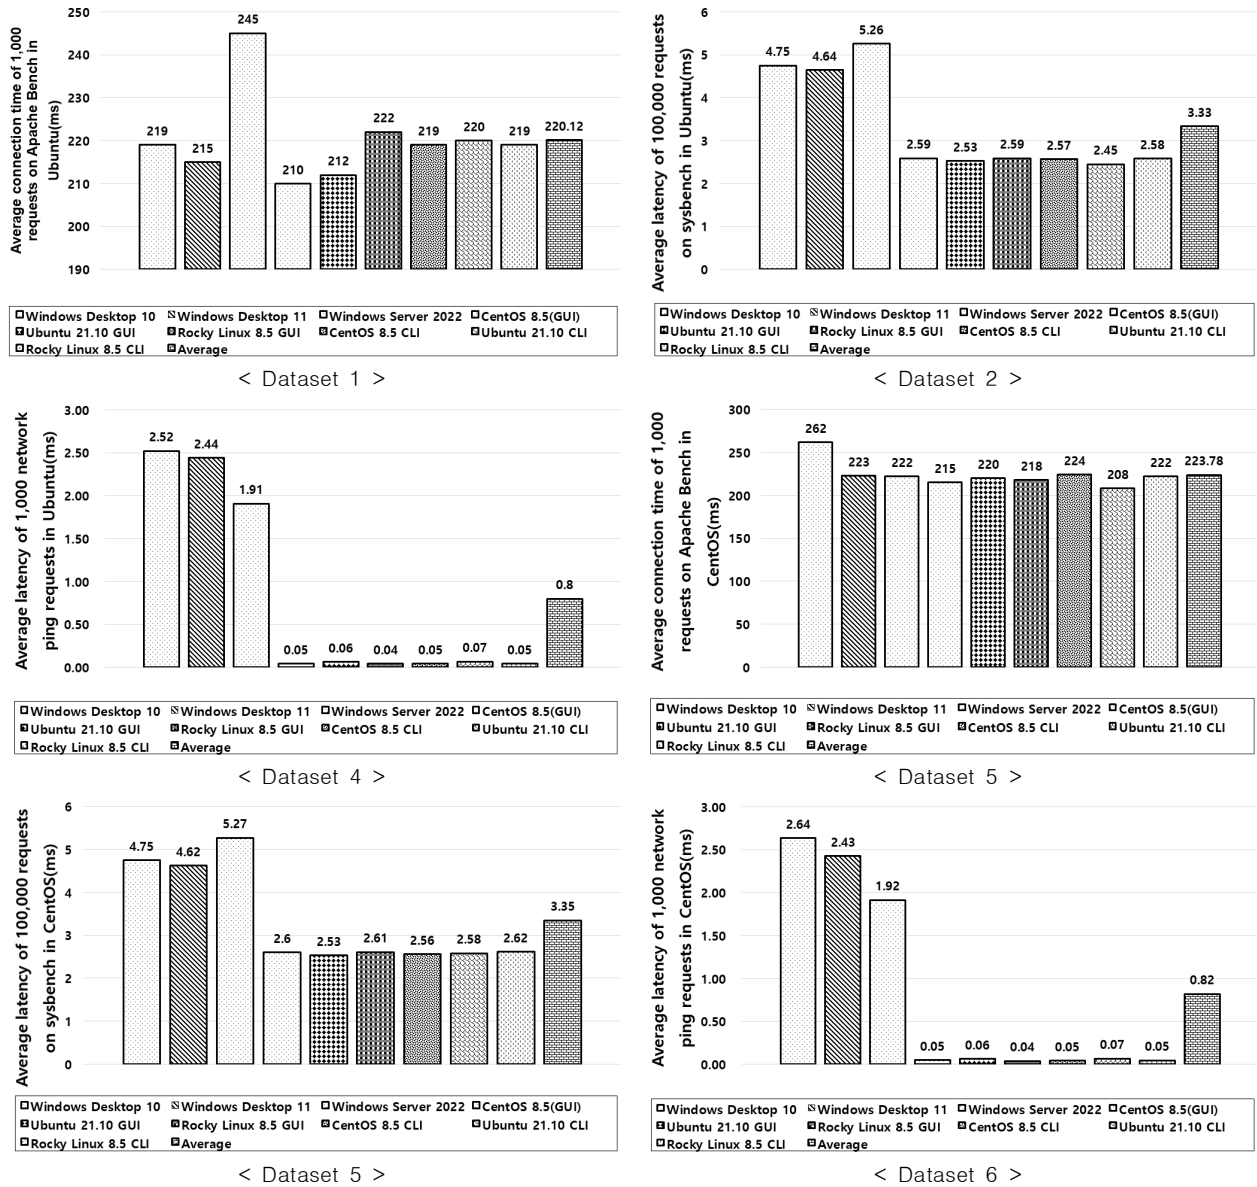 Average connection time of 1,000
requests on Apache Bench in
Ubuntu(ms)
250
240
230
220
210
200
190
219
215
245
210
212
222
219
220
219
220.12
Windows Desktop 10 Windows Desktop 11 Windows Server 2022 CentOS 8.5(GUI)
Ubuntu 21.10 GUI Rocky Linux 8.5 GUI CentOS 8.5 CLI Ubuntu 21.10 CLI
Rocky Linux 8.5 CLI Average
< Dataset 1 >
Average latency of 100,000 requests
on sysbench in Ubuntu(ms)
6
5
4
3
2
1
0
4.75
4.64
5.26
2.59
2.53
2.59
2.57
2.45
2.58
3.33
Windows Desktop 10 Windows Desktop 11 Windows Server 2022 CentOS 8.5(GUI)
Ubuntu 21.10 GUI Rocky Linux 8.5 GUI CentOS 8.5 CLI Ubuntu 21.10 CLI
Rocky Linux 8.5 CLI Average
< Dataset 2 >
Average latency of 1,000 network
ping requests in Ubuntu(ms)
3.00
2.50
2.00
1.50
1.00
0.50
0.00
2.52
2.44
1.91
0.05
0.06
0.04
0.05
0.07
0.05
0.8
Windows Desktop 10 Windows Desktop 11 Windows Server 2022 CentOS 8.5(GUI)
Ubuntu 21.10 GUI Rocky Linux 8.5 GUI CentOS 8.5 CLI Ubuntu 21.10 CLI
Rocky Linux 8.5 CLI Average
< Dataset 4 >
Average connection time of 1,000
requests on Apache Bench in
CentOS(ms)
300
250
200
150
100
50
0
262
223
222
215
220
218
224
208
222
223.78
Windows Desktop 10 Windows Desktop 11 Windows Server 2022 CentOS 8.5(GUI)
Ubuntu 21.10 GUI Rocky Linux 8.5 GUI CentOS 8.5 CLI Ubuntu 21.10 CLI
Rocky Linux 8.5 CLI Average
< Dataset 5 >
Average latency of 100,000 requests
on sysbench in CentOS(ms)
6
5
4
3
2
1
0
4.75
4.62
5.27
2.6
2.53
2.61
2.56
2.58
2.62
3.35
Windows Desktop 10 Windows Desktop 11 Windows Server 2022 CentOS 8.5(GUI)
Ubuntu 21.10 GUI Rocky Linux 8.5 GUI CentOS 8.5 CLI Ubuntu 21.10 CLI
Rocky Linux 8.5 CLI Average
< Dataset 5 >
Average latency of 1,000 network
ping requests in CentOS(ms)
3.00
2.50
2.00
1.50
1.00
0.50
0.00
2.64
2.43
1.92
0.05
0.06
0.04
0.05
0.07
0.05
0.82
Windows Desktop 10 Windows Desktop 11 Windows Server 2022 CentOS 8.5(GUI)
Ubuntu 21.10 GUI Rocky Linux 8.5 GUI CentOS 8.5 CLI Ubuntu 21.10 CLI
Rocky Linux 8.5 CLI Average
< Dataset 6 >